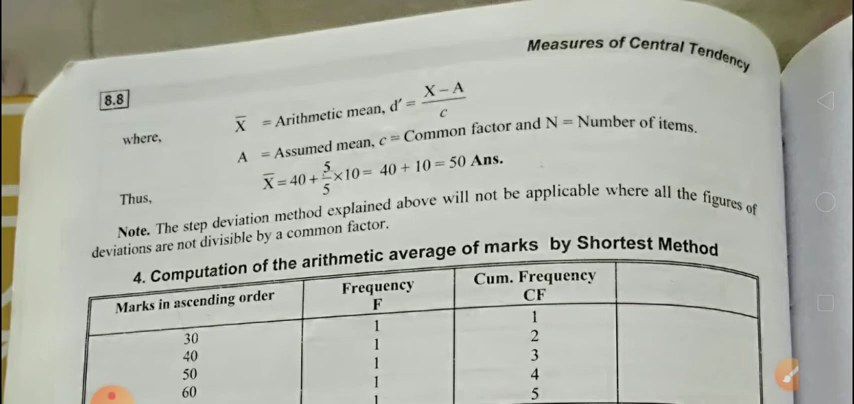 Measures of Central Tendency
8.8
X̄ = Arithmetic mean, d′ = (X – A)/c
where,
A = Assumed mean, c = Common factor and N = Number of items.
X̄ = 40 + 5/5 × 10 = 40 + 10 = 50 Ans.
Thus,
Note. The step deviation method explained above will not be applicable where all the figures of
deviations are not divisible by a common factor.
4. Computation of the arithmetic average of marks by Shortest Method
Marks in ascending order Frequency F Cum. Frequency CF
30 1 1
40 1 2
50 1 3
60 1 4
1 5